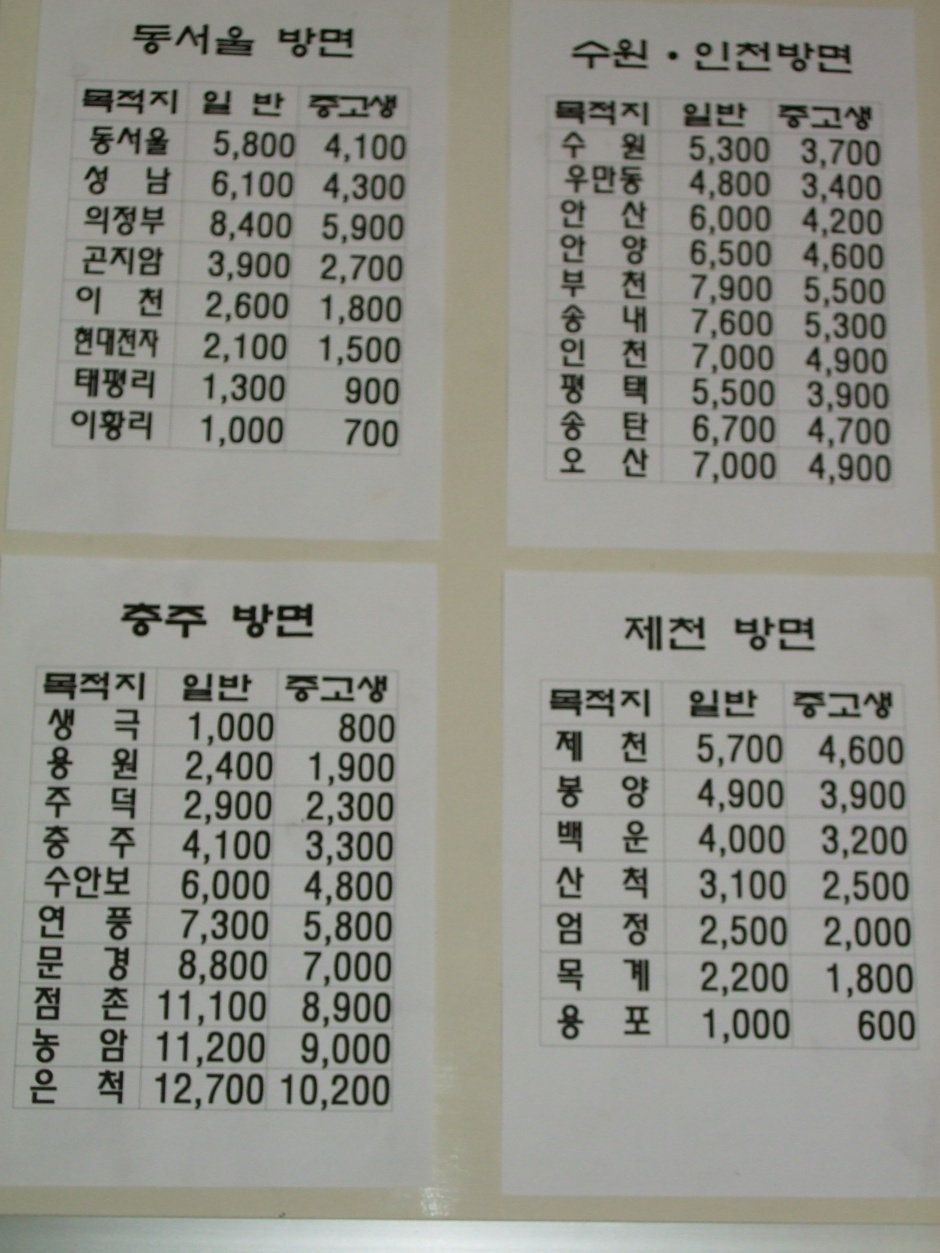 동서울 방면
목적지 일 반 중고생
동서울 5,800 4,100
성 남 6,100 4,300
의정부 8,400 5,900
곤지암 3,900 2,700
이 천 2,600 1,800
현대전자 2,100 1,500
태평리 1,300 900
이황리 1,000 700
수원·인천방면
목적지 일반 중고생
수 원 5,300 3,700
우만동 4,800 3,400
안 산 6,000 4,200
안 양 6,500 4,600
부 천 7,900 5,500
송 내 7,600 5,300
인 천 7,000 4,900
평 택 5,500 3,900
송 탄 6,700 4,700
오 산 7,000 4,900
충주 방면
목적지 일반 중고생
생 극 1,000 800
용 원 2,400 1,900
주 덕 2,900 2,300
충 주 4,100 3,300
수안보 6,000 4,800
연 풍 7,300 5,800
문 경 8,800 7,000
점 촌 11,100 8,900
농 암 11,200 9,000
은 척 12,700 10,200
제천 방면
목적지 일반 중고생
제 천 5,700 4,600
봉 양 4,900 3,900
백 운 4,000 3,200
산 척 3,100 2,500
엄 정 2,500 2,000
목 계 2,200 1,800
용 포 1,000 600